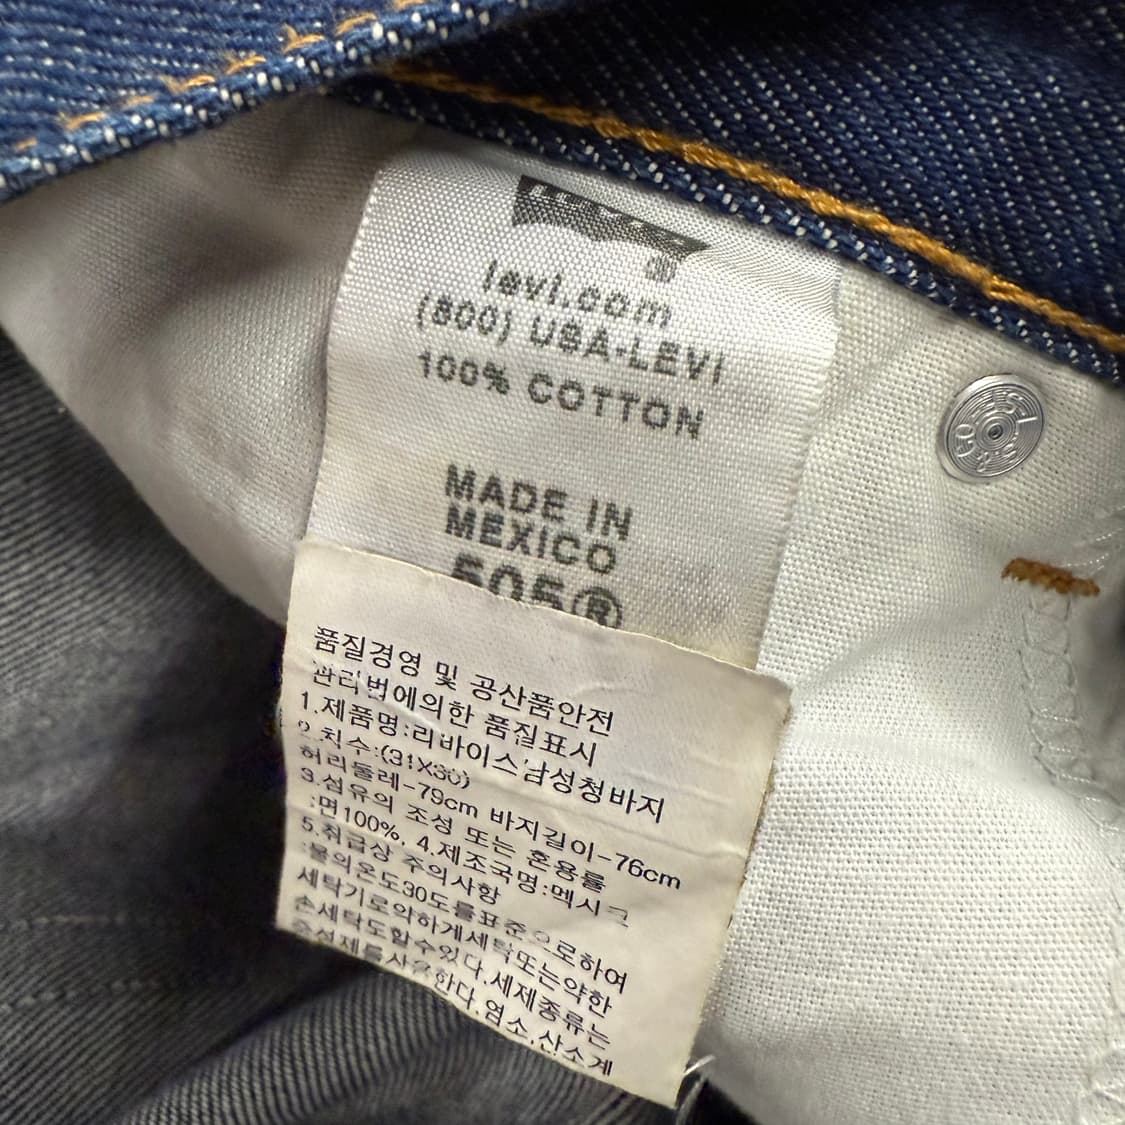 LEVI'S
®
levi.com
(800) USA-LEVI
100% COTTON
MADE IN
MEXICO
505®
품질경영 및 공산품안전
관리법에의한 품질표시
1.제품명:리바이스남성청바지
2.칫수:(31X30)
허리둘레-79cm 바지길이-76cm
3.섬유의 조성 또는 혼용률
:면100%. 4.제조국명:멕시코
5.취급상 주의사항
:물의온도30도를표준으로하여
세탁기로약하게세탁또는약한
손세탁도할수있다.세제종류는
중성제를사용한다.염소,산소계
L.S.& CO